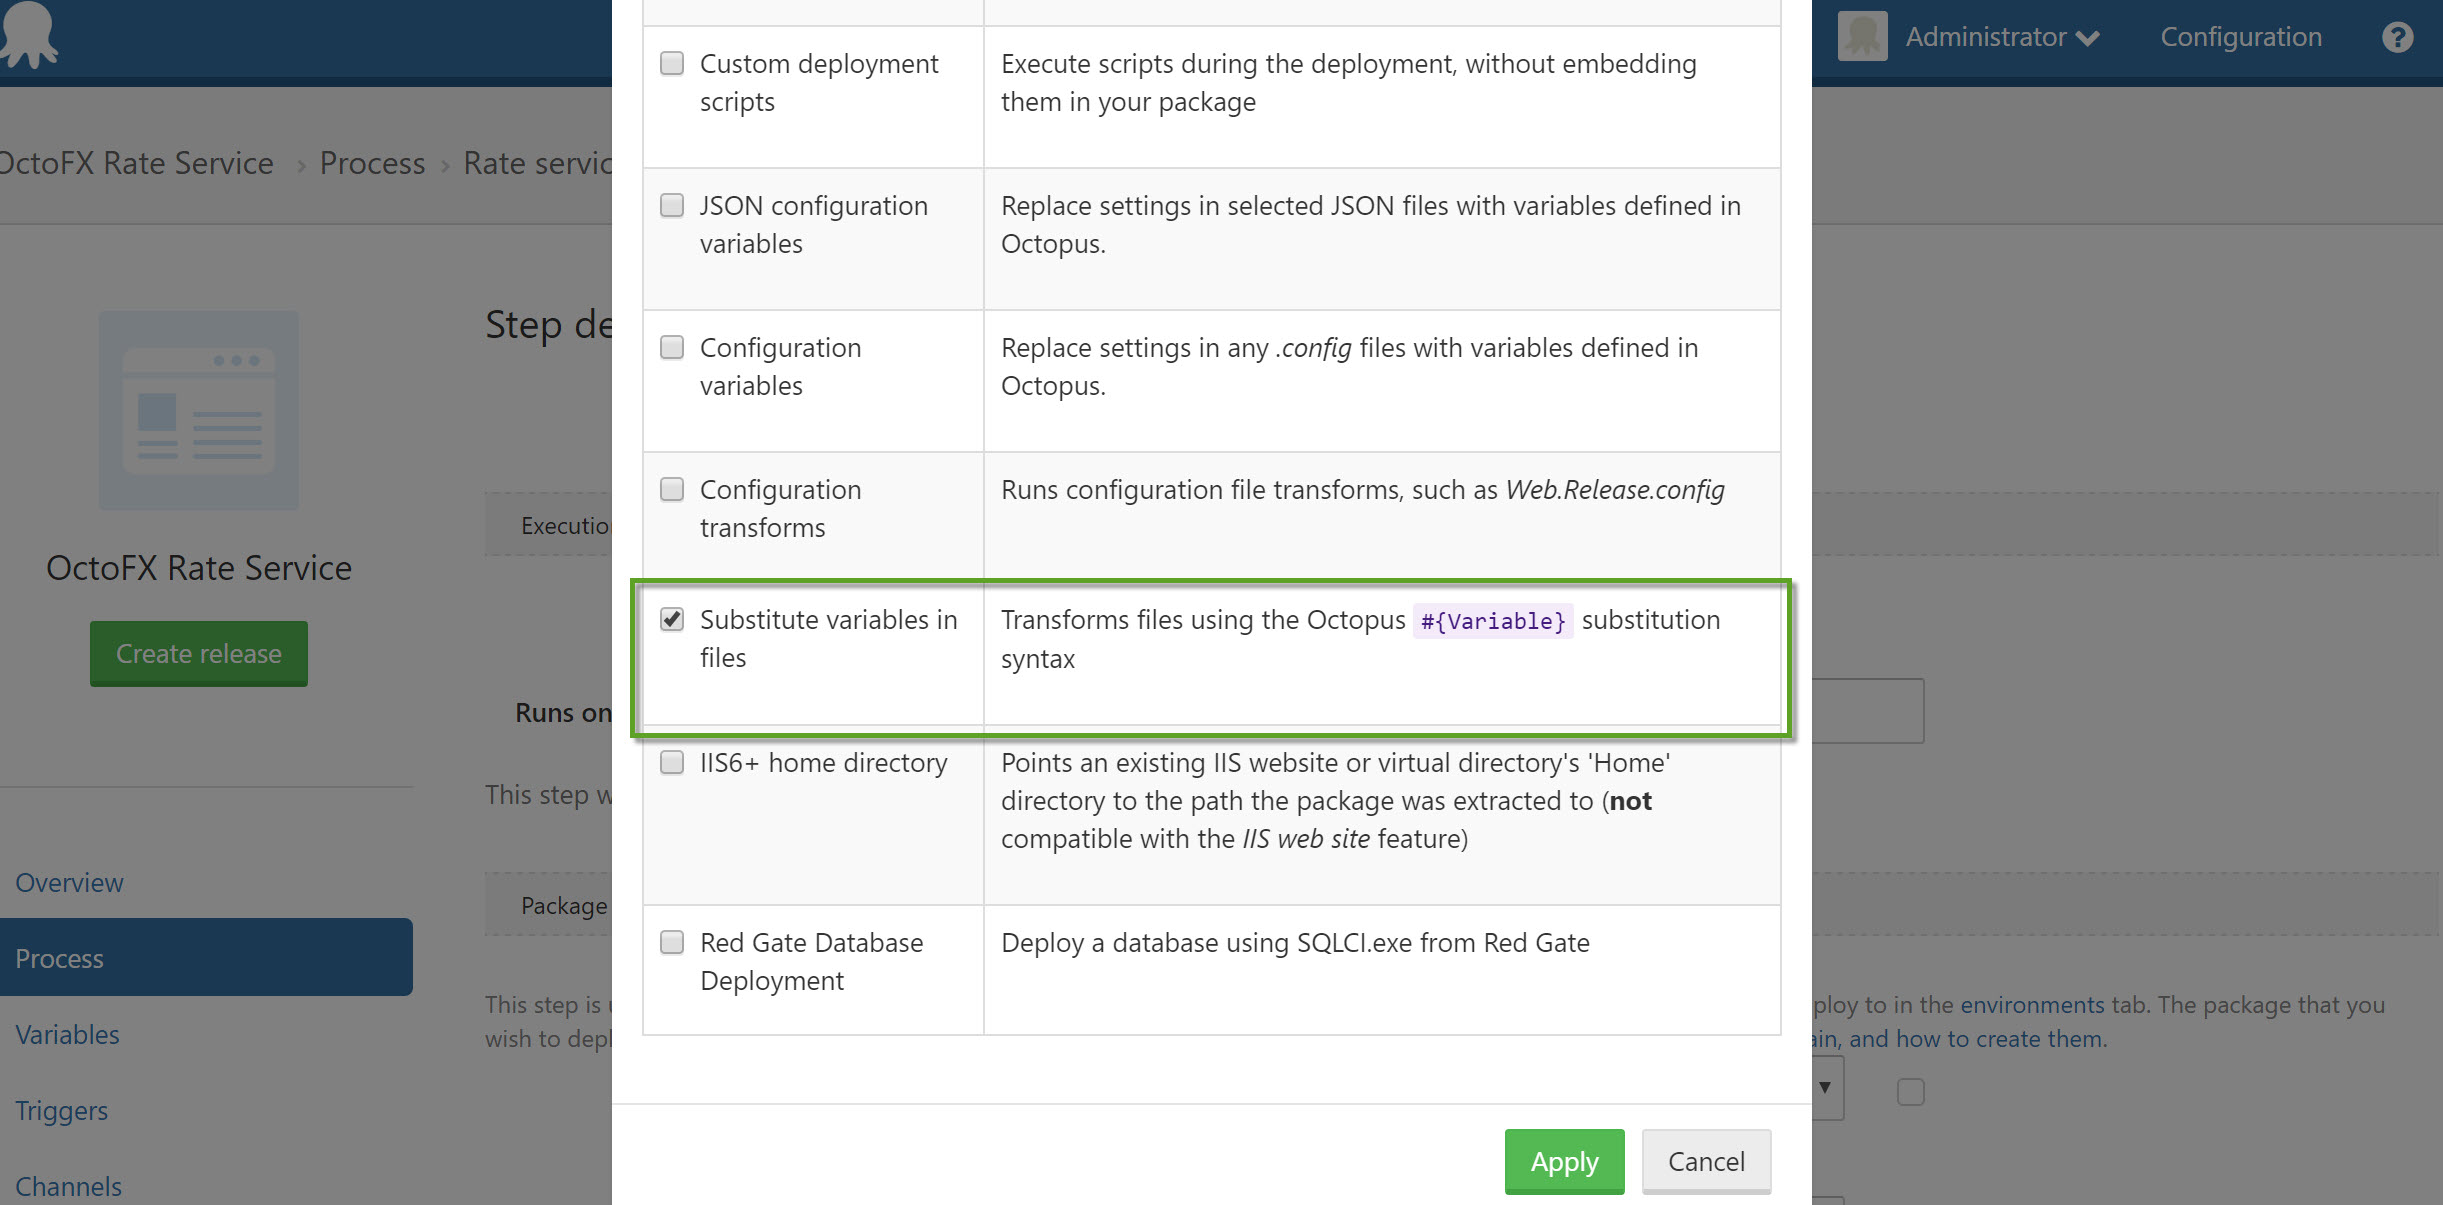 Administrator
Configuration
?
OctoFX Rate Service › Process › Rate servic
OctoFX Rate Service
Create release
Overview
Process
Variables
Triggers
Channels
Step de
Executio
Runs on
This step w
Package
This step is
wish to depl
Custom deployment
scripts
Execute scripts during the deployment, without embedding
them in your package
JSON configuration
variables
Replace settings in selected JSON files with variables defined in
Octopus.
Configuration
variables
Replace settings in any .config files with variables defined in
Octopus.
Configuration
transforms
Runs configuration file transforms, such as Web.Release.config
Substitute variables in
files
Transforms files using the Octopus #{Variable} substitution
syntax
IIS6+ home directory
Points an existing IIS website or virtual directory's 'Home'
directory to the path the package was extracted to (not
compatible with the IIS web site feature)
Red Gate Database
Deployment
Deploy a database using SQLCI.exe from Red Gate
ploy to in the environments tab. The package that you
ain, and how to create them.
Apply
Cancel